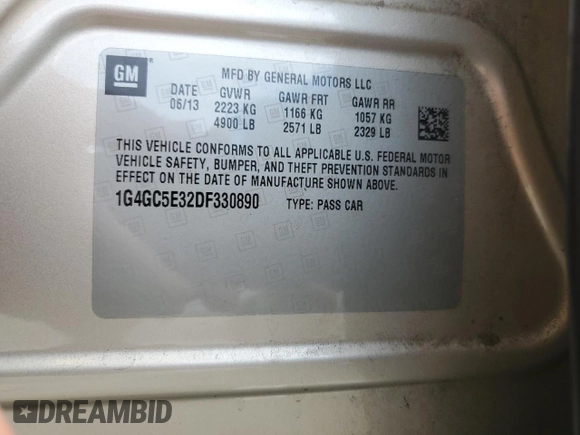 GM
MFD BY GENERAL MOTORS LLC
DATE GVWR GAWR FRT GAWR RR
06/13 2223 KG 1166 KG 1057 KG
4900 LB 2571 LB 2329 LB
THIS VEHICLE CONFORMS TO ALL APPLICABLE U.S. FEDERAL MOTOR
VEHICLE SAFETY, BUMPER, AND THEFT PREVENTION STANDARDS IN
EFFECT ON THE DATE OF MANUFACTURE SHOWN ABOVE.
1G4GC5E32DF330890 TYPE: PASS CAR
DREAMBID